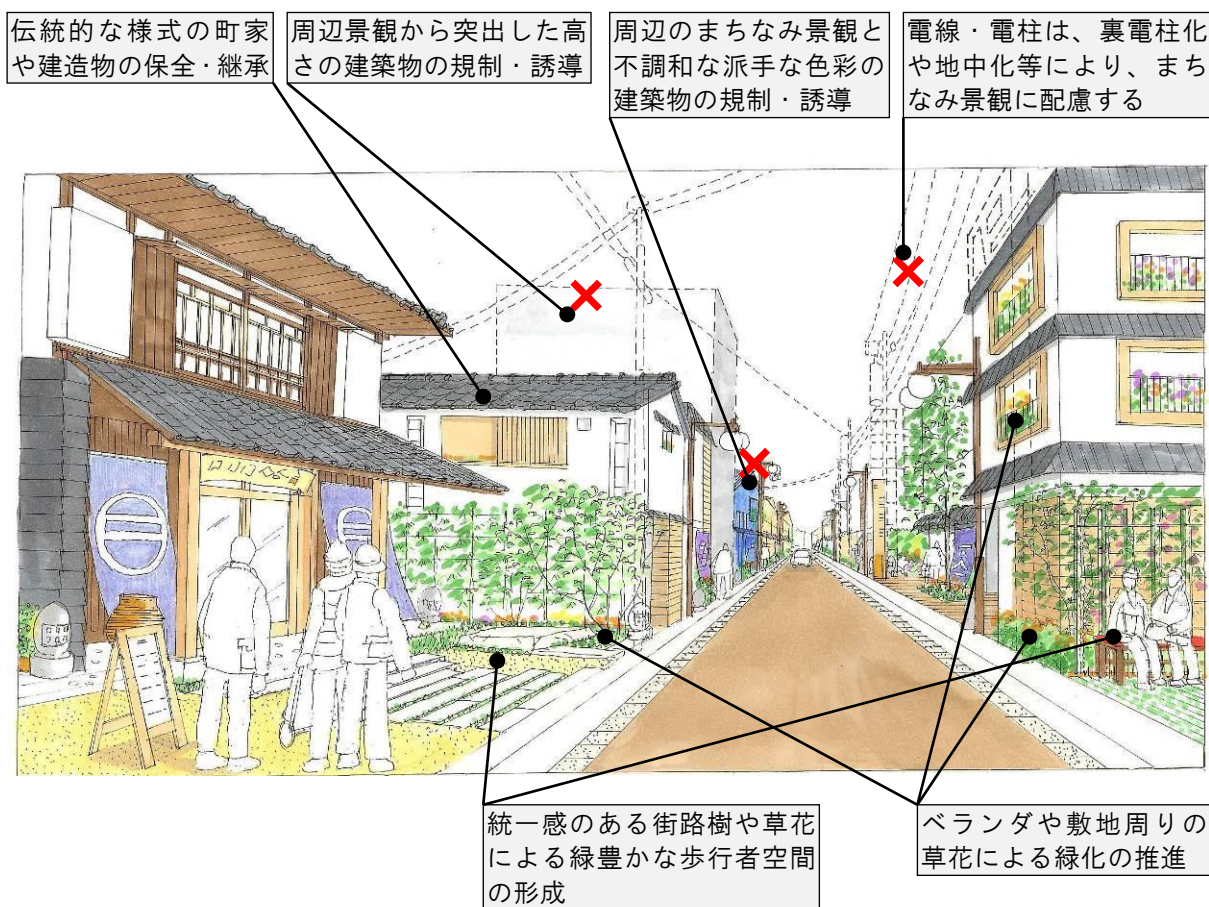 伝統的な様式の町家
や建造物の保全・継承
周辺景観から突出した高
さの建築物の規制・誘導
周辺のまちなみ景観と
不調和な派手な色彩の
建築物の規制・誘導
電線・電柱は、裏電柱化
や地中化等により、まち
なみ景観に配慮する
統一感のある街路樹や草花
による緑豊かな歩行者空間
の形成
ベランダや敷地周りの
草花による緑化の推進